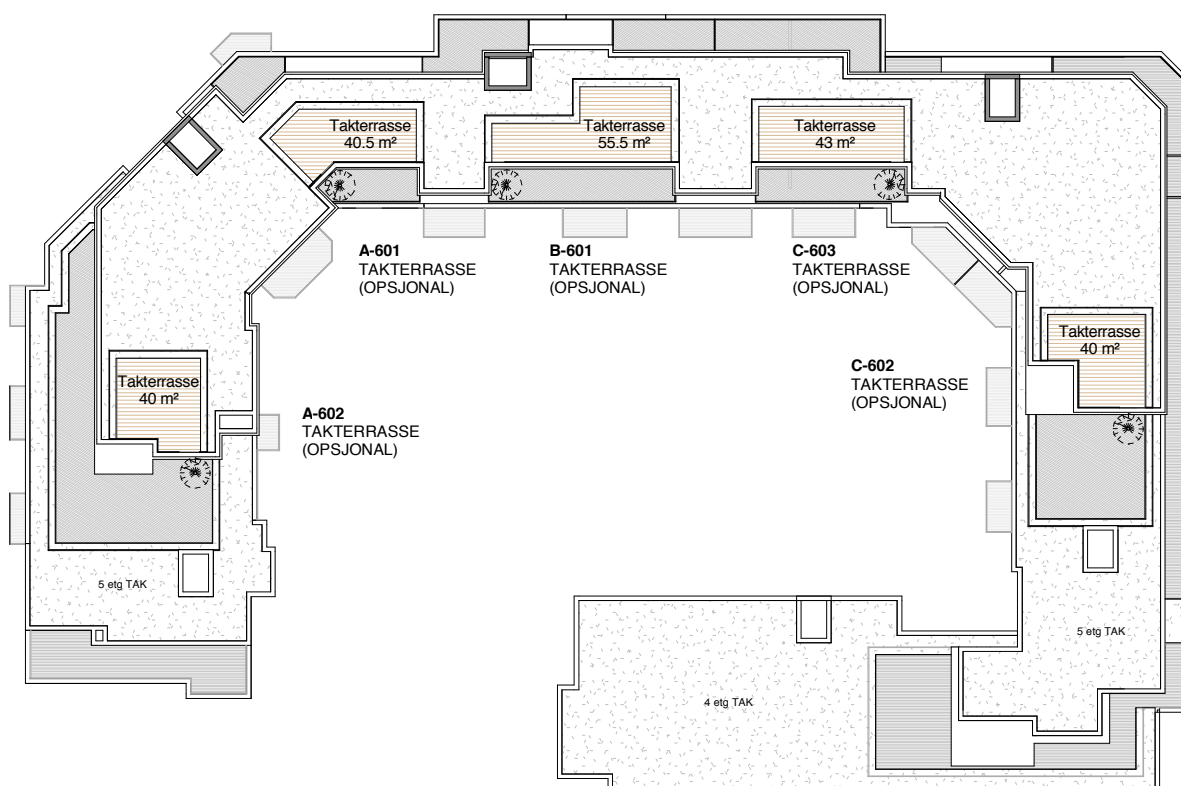 Takterrasse
40.5 m²
Takterrasse
55.5 m²
Takterrasse
43 m²
A-601
TAKTERRASSE
(OPSJONAL)
B-601
TAKTERRASSE
(OPSJONAL)
C-603
TAKTERRASSE
(OPSJONAL)
Takterrasse
40 m²
C-602
TAKTERRASSE
(OPSJONAL)
Takterrasse
40 m²
A-602
TAKTERRASSE
(OPSJONAL)
5 etg TAK
5 etg TAK
4 etg TAK